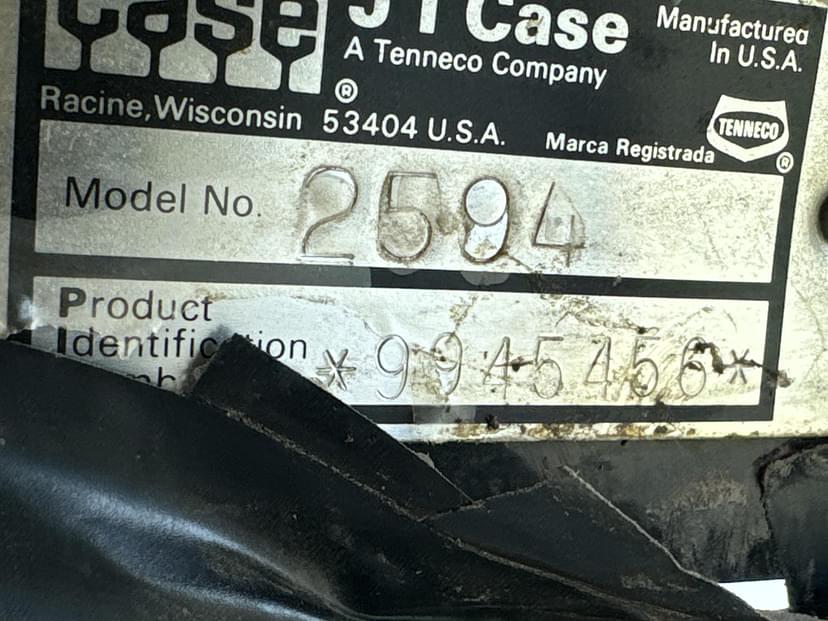 case J I Case
A Tenneco Company
Manufactured
In U.S.A.
®
Racine, Wisconsin 53404 U.S.A.
Marca Registrada
TENNECO
®
Model No. 2594
Product
Identification
*9945456*